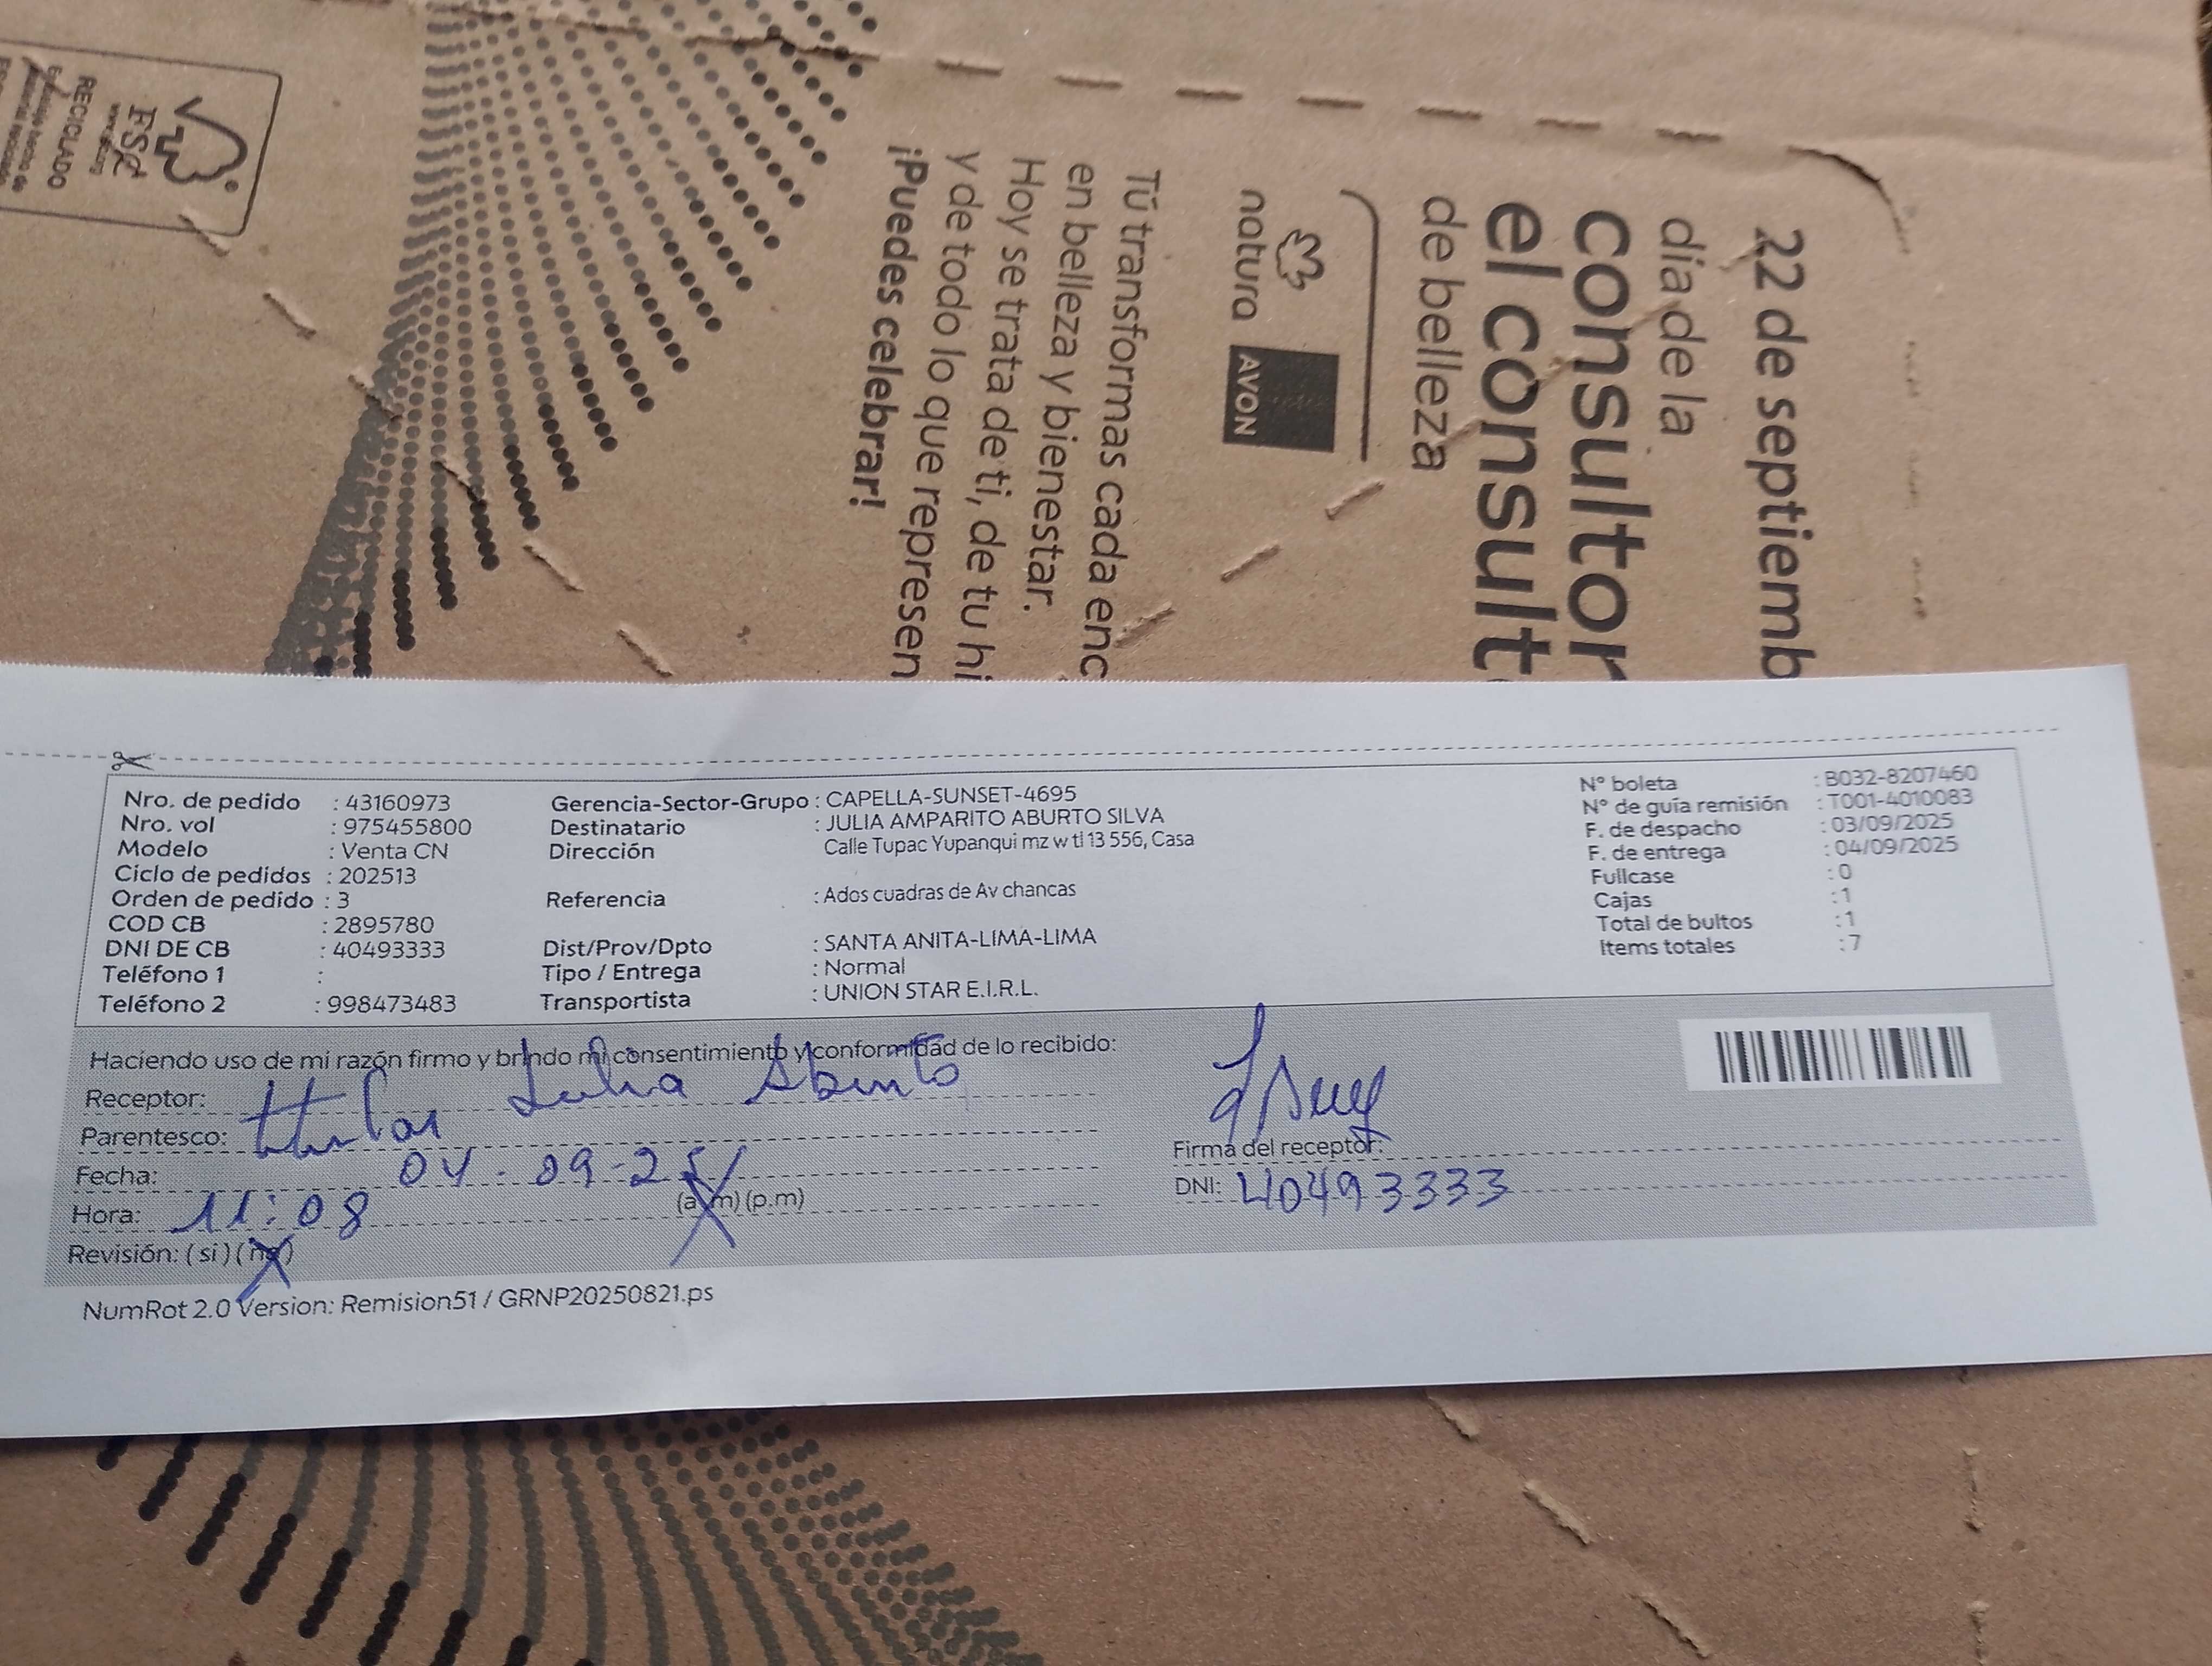 22 de septiemb
día de la
consultor
el consult
de belleza
natura AVON
Tú transformas cada enc
en belleza y bienestar.
Hoy se trata de ti, de tu hi
y de todo lo que represen
¡Puedes celebrar!
FSC
RECICLADO
Nro. de pedido : 43160973
Nro. vol : 975455800
Modelo : Venta CN
Ciclo de pedidos : 202513
Orden de pedido : 3
COD CB : 2895780
DNI DE CB : 40493333
Teléfono 1 :
Teléfono 2 : 998473483
Gerencia-Sector-Grupo : CAPELLA-SUNSET-4695
Destinatario : JULIA AMPARITO ABURTO SILVA
Dirección Calle Tupac Yupanqui mz w tl 13 556, Casa
Referencia : Ados cuadras de Av chancas
Dist/Prov/Dpto : SANTA ANITA-LIMA-LIMA
Tipo / Entrega : Normal
Transportista : UNION STAR E.I.R.L.
N° boleta : B032-8207460
N° de guía remisión : T001-4010083
F. de despacho : 03/09/2025
F. de entrega : 04/09/2025
Fullcase : 0
Cajas : 1
Total de bultos : 1
Items totales : 7
Haciendo uso de mi razón firmo y brindo mi consentimiento y conformidad de lo recibido:
Receptor: Julia Aburto
Parentesco: titular
Fecha: 04-09-25
Hora: 11:08 (a.m) (p.m)
Revisión: (si) (no)
Firma del receptor:
DNI: 40493333
NumRot 2.0 Version: Remision51 / GRNP20250821.ps